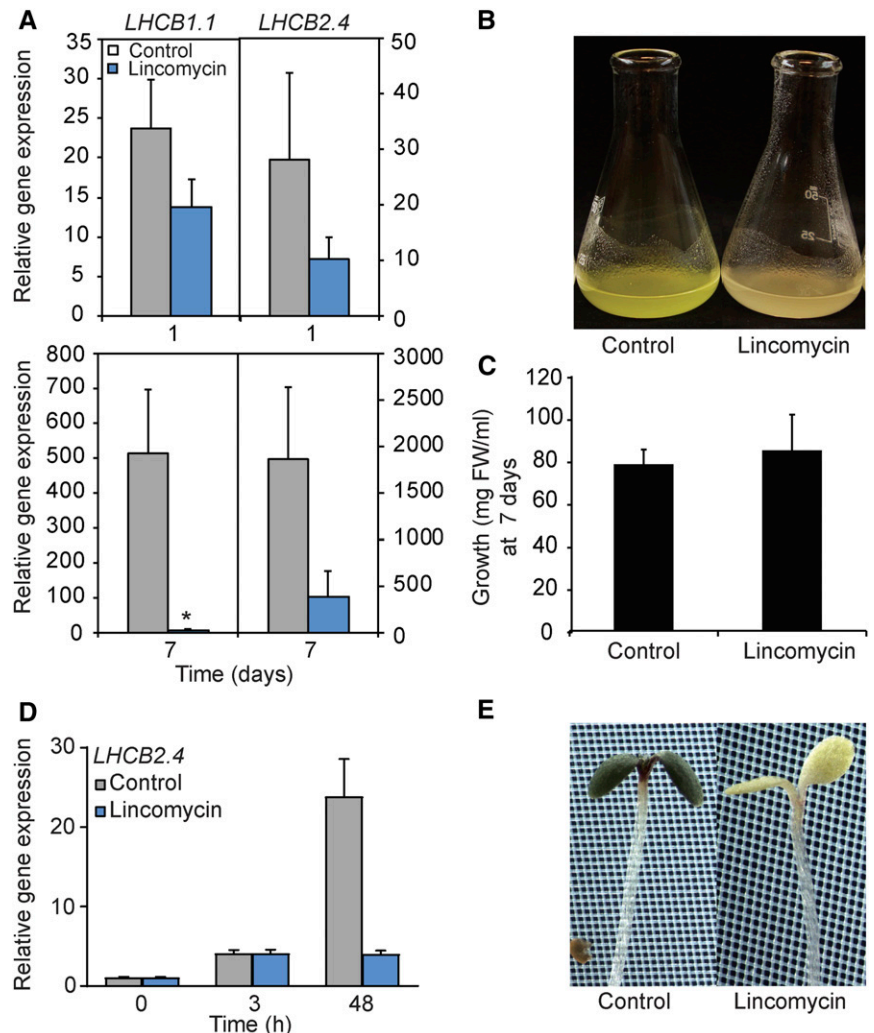 A
LHCB1.1 LHCB2.4
Control
Lincomycin
Relative gene expression
35
30
25
20
15
10
5
0
50
40
30
20
10
0
1 1
Relative gene expression
800
700
600
500
400
300
200
100
0
*
3000
2500
2000
1500
1000
500
0
7 7
Time (days)
B
50
25
Control Lincomycin
C
Growth (mg FW/ml)
at 7 days
120
100
80
60
40
20
0
Control Lincomycin
D
LHCB2.4
Control
Lincomycin
Relative gene expression
30
20
10
0
0 3 48
Time (h)
E
Control Lincomycin